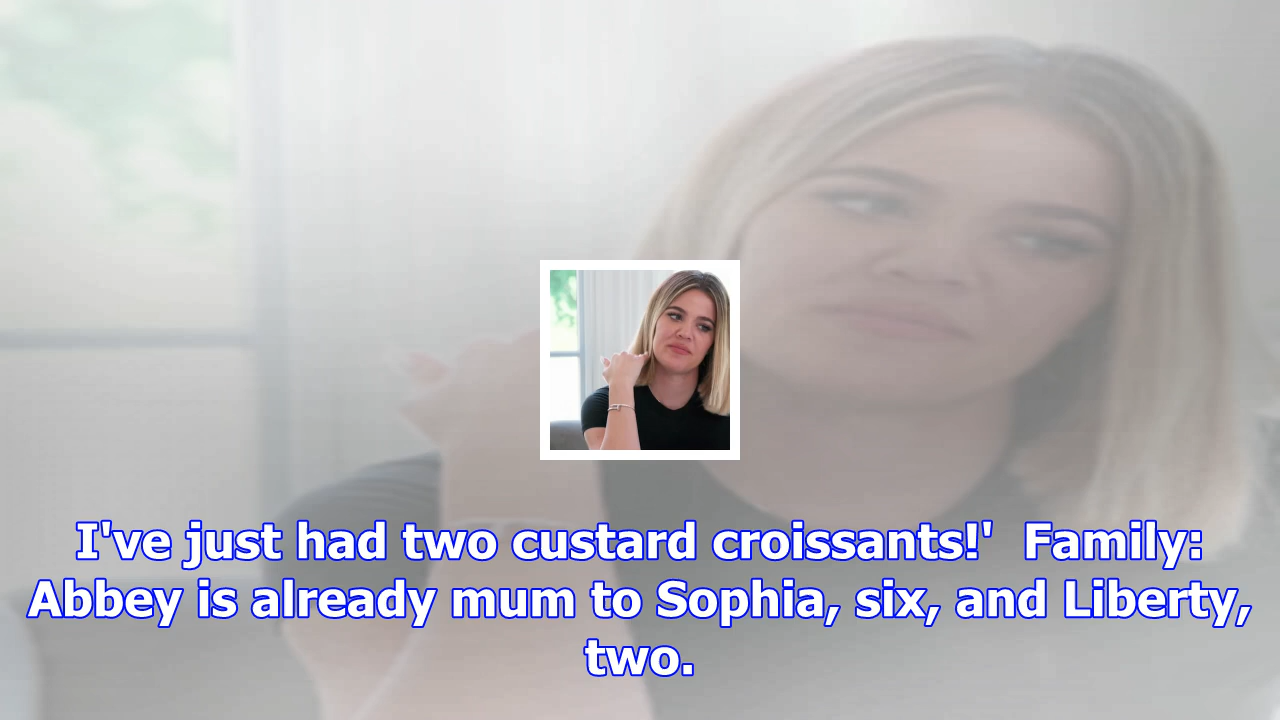 I've just had two custard croissants!'  Family:
Abbey is already mum to Sophia, six, and Liberty,
two.